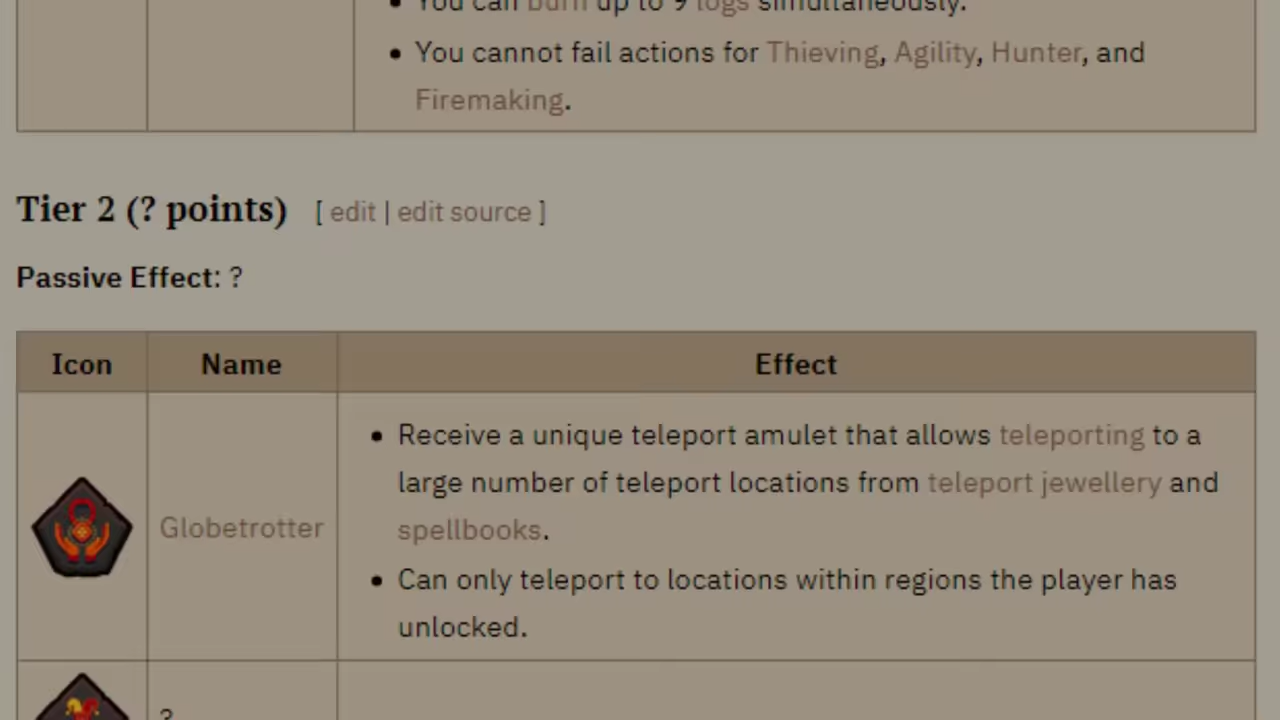 You can burn up to 9 logs simultaneously.
You cannot fail actions for Thieving, Agility, Hunter, and
Firemaking.
Tier 2 (? points) [ edit | edit source ]
Passive Effect: ?
Icon Name Effect
Receive a unique teleport amulet that allows teleporting to a
large number of teleport locations from teleport jewellery and
spellbooks.
Globetrotter
Can only teleport to locations within regions the player has
unlocked.
?